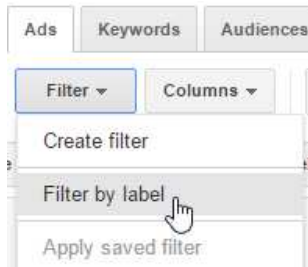 Ads Keywords Audiences
Filter Columns
Create filter
Filter by label
Apply saved filter